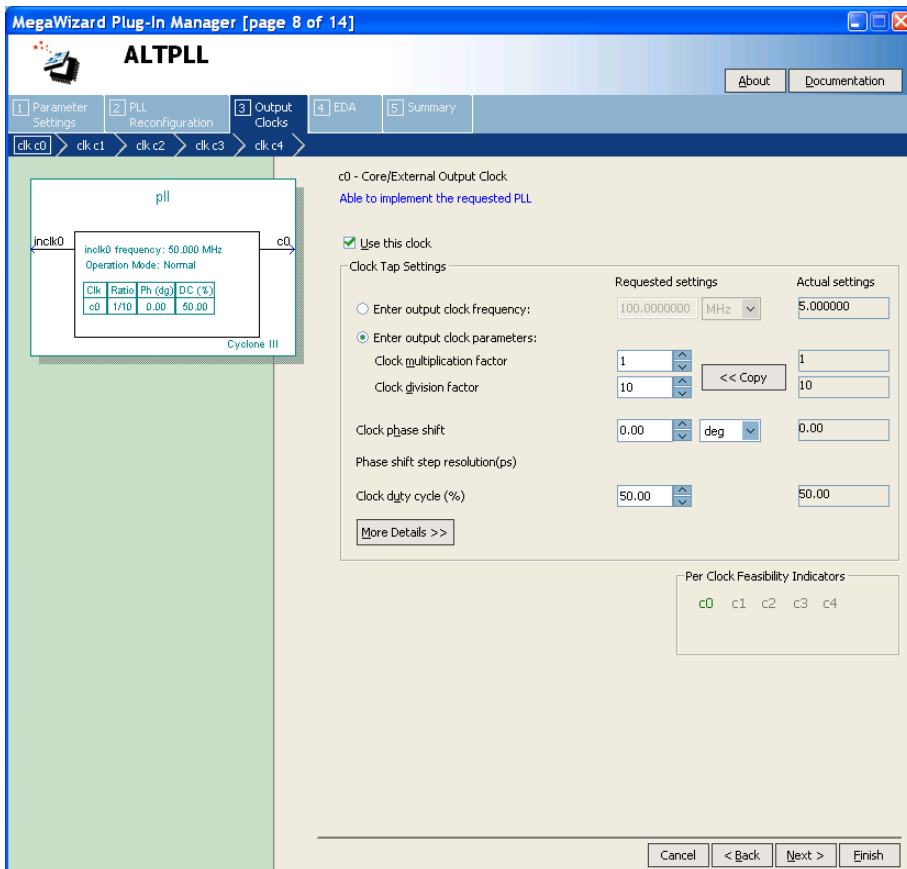 MegaWizard Plug-In Manager [page 8 of 14]
ALTPLL
About
Documentation
1 Parameter Settings
2 PLL Reconfiguration
3 Output Clocks
4 EDA
5 Summary
clk c0
clk c1
clk c2
clk c3
clk c4
pll
inclk0
c0
inclk0 frequency: 50.000 MHz
Operation Mode: Normal
Clk Ratio Ph (dg) DC (%)
c0 1/10 0.00 50.00
Cyclone III
c0 - Core/External Output Clock
Able to implement the requested PLL
Use this clock
Clock Tap Settings
Requested settings
Actual settings
Enter output clock frequency:
100.0000000
MHz
5.000000
Enter output clock parameters:
Clock multiplication factor
1
<< Copy
1
Clock division factor
10
10
Clock phase shift
0.00
deg
0.00
Phase shift step resolution(ps)
Clock duty cycle (%)
50.00
50.00
More Details >>
Per Clock Feasibility Indicators
c0 c1 c2 c3 c4
Cancel
< Back
Next >
Finish